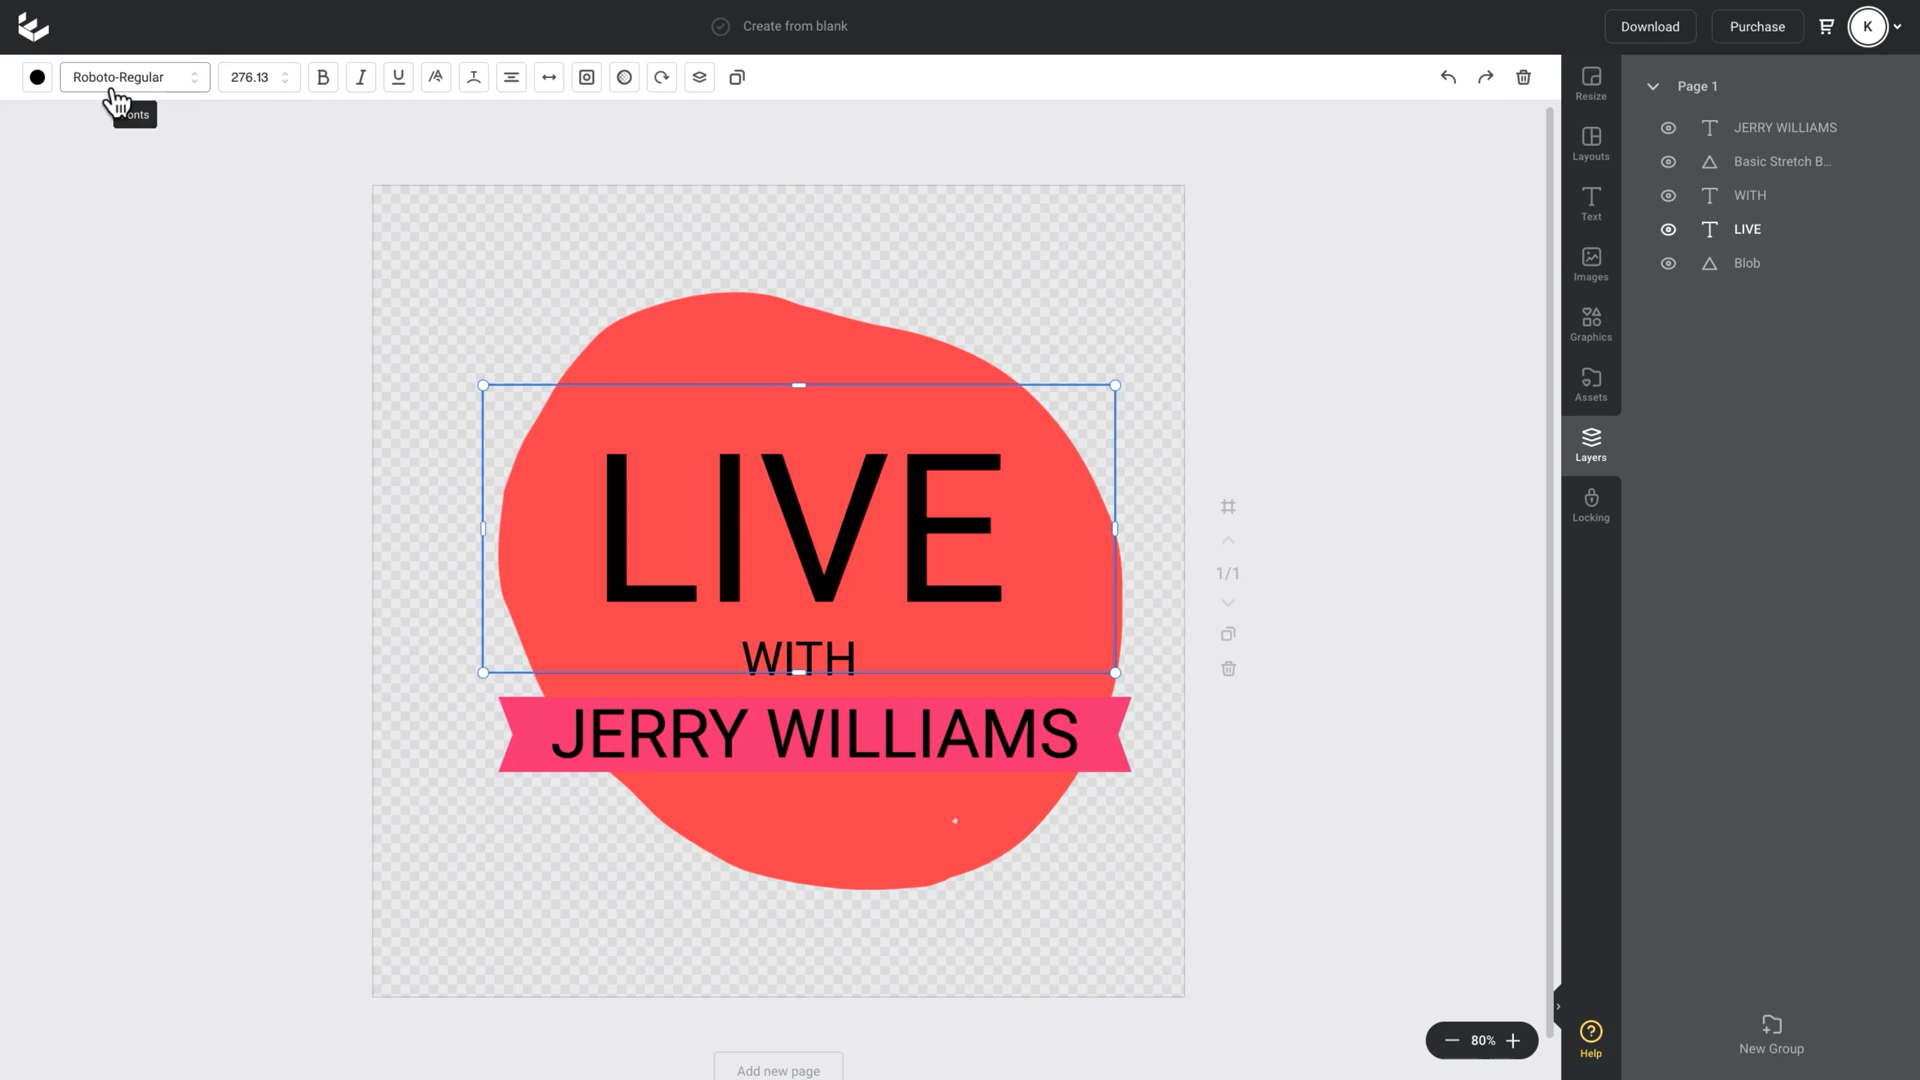 Create from blank
Download
Purchase
K
Roboto-Regular
276.13
B
I
U
Resize
Layouts
Text
Images
Graphics
Assets
Layers
Locking
Help
Page 1
JERRY WILLIAMS
Basic Stretch B...
WITH
LIVE
Blob
LIVE
WITH
JERRY WILLIAMS
1/1
80%
Add new page
New Group